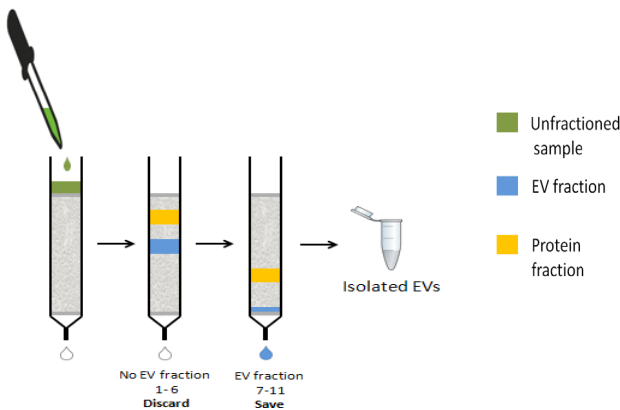 Unfractioned
sample
EV fraction
Protein
fraction
Isolated EVs
No EV fraction
1- 6
Discard
EV fraction
7-11
Save